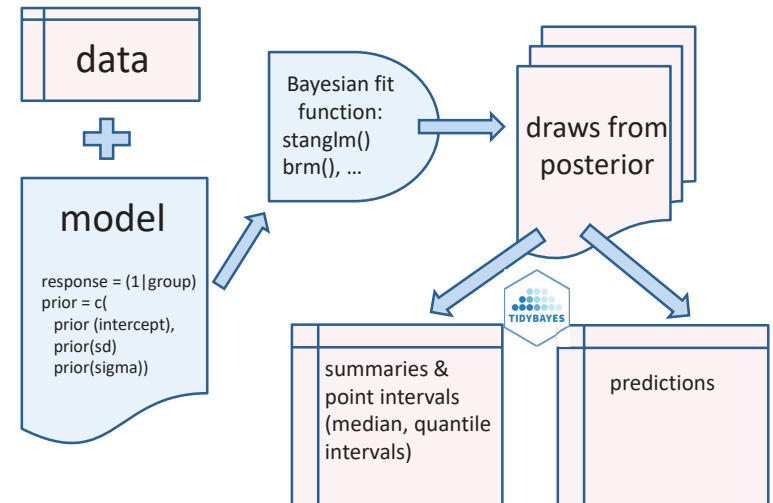 data
model
response = (1|group)
prior = c(
prior (intercept),
prior(sd)
prior(sigma))
Bayesian fit
function:
stanglm()
brm(), ...
draws from
posterior
TIDYBAYES
summaries &
point intervals
(median, quantile
intervals)
predictions